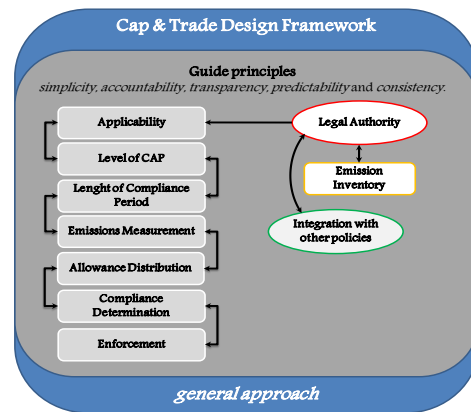 Cap & Trade Design Framework
Guide principles
simplicity, accountability, transparency, predictability and consistency.
Applicability
Legal Authority
Level of CAP
Emission
Inventory
Lenght of Compliance
Period
Emissions Measurement
Integration with
other policies
Allowance Distribution
Compliance
Determination
Enforcement
general approach